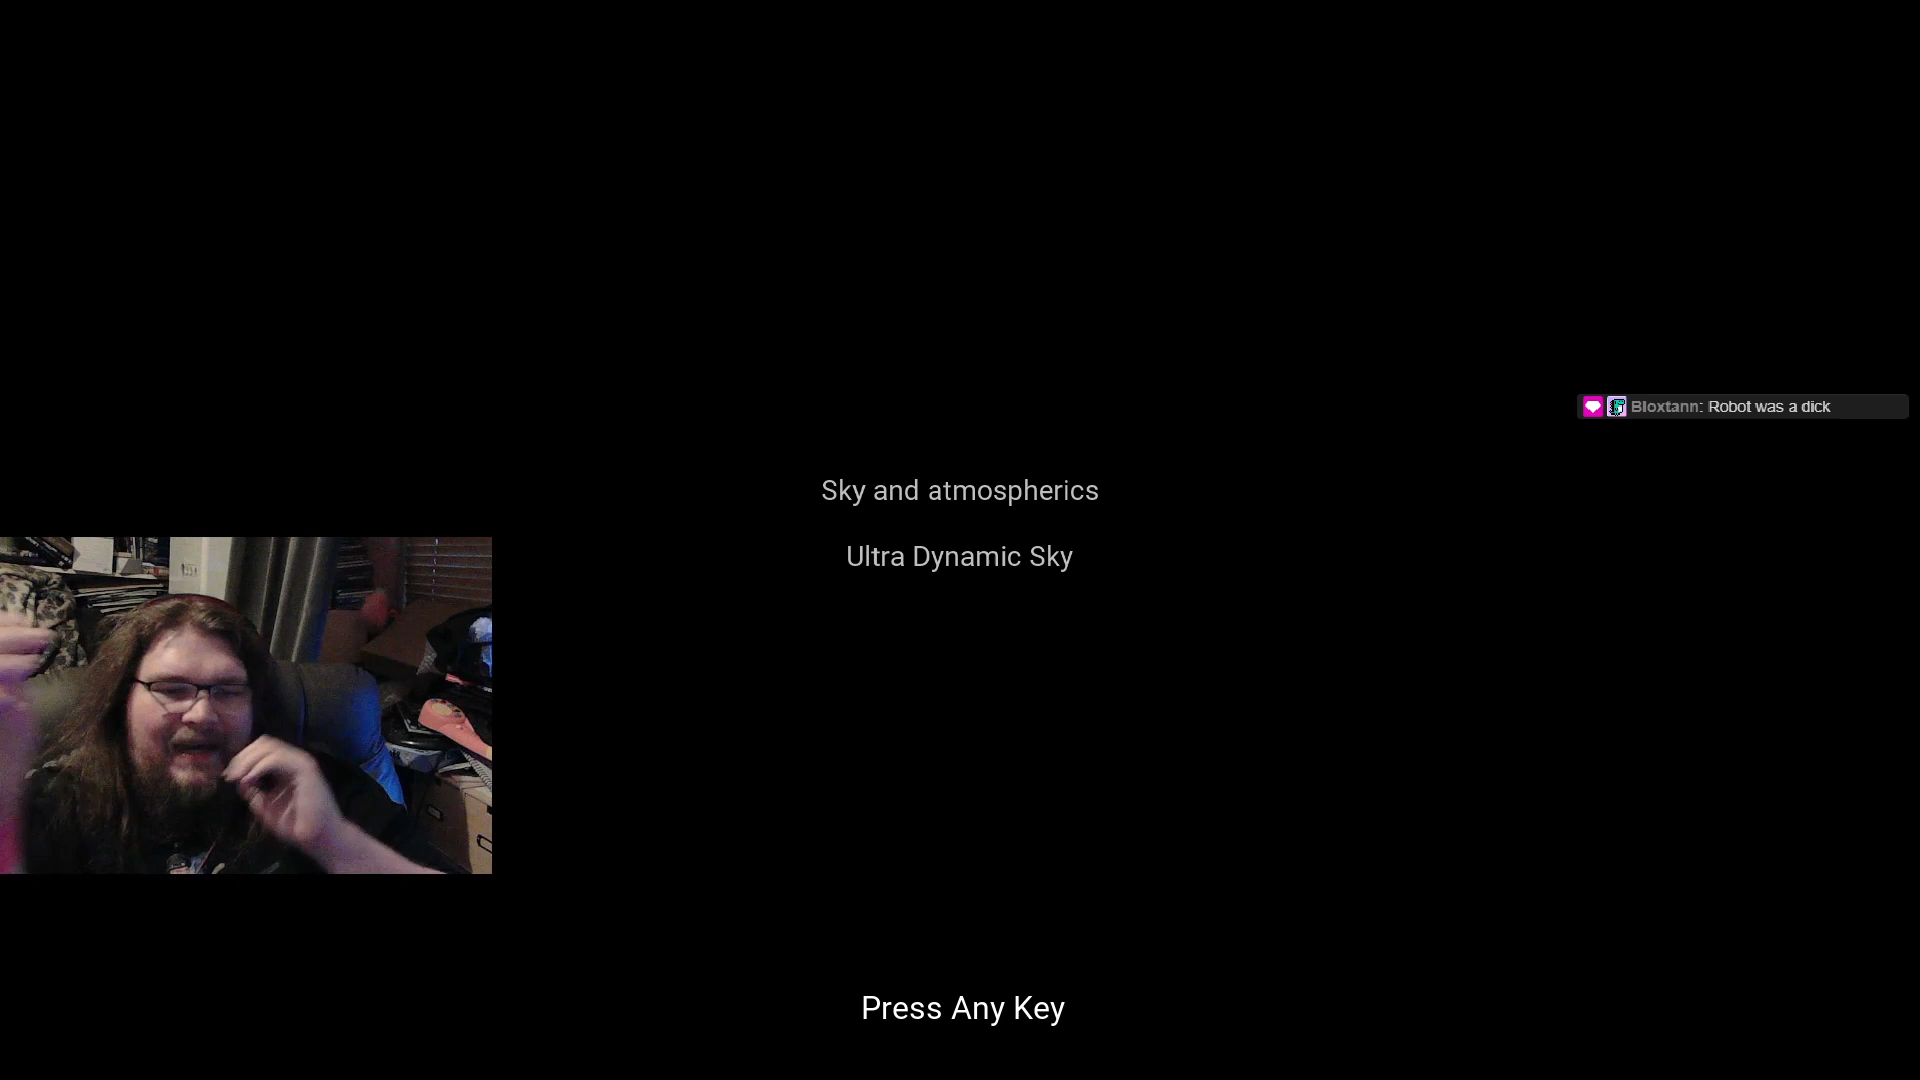 Bloxtann: Robot was a dick
Sky and atmospherics
Ultra Dynamic Sky
Press Any Key